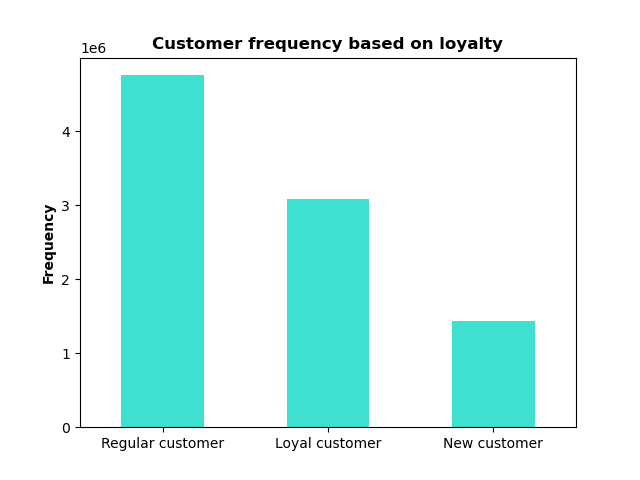 Customer frequency based on loyalty
1e6
4
3
2
1
0
Frequency
Regular customer
Loyal customer
New customer